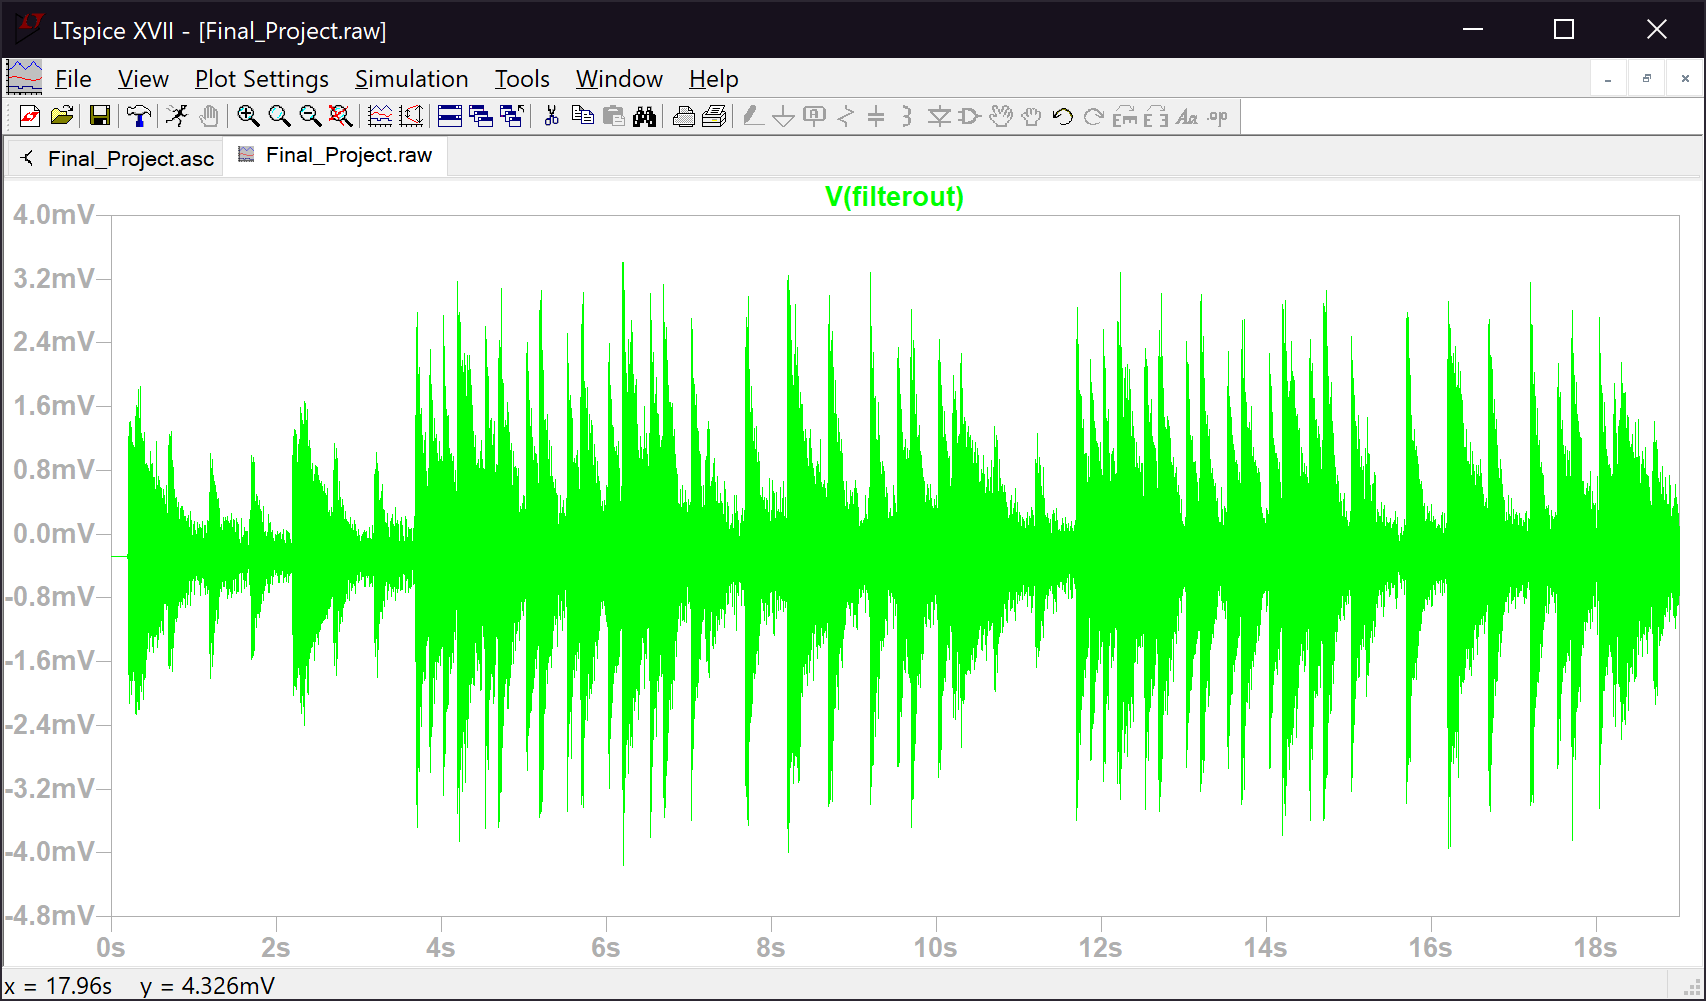 LTspice XVII - [Final_Project.raw]
File View Plot Settings Simulation Tools Window Help
Final_Project.asc Final_Project.raw
V(filterout)
4.0mV
3.2mV
2.4mV
1.6mV
0.8mV
0.0mV
-0.8mV
-1.6mV
-2.4mV
-3.2mV
-4.0mV
-4.8mV
0s 2s 4s 6s 8s 10s 12s 14s 16s 18s
x = 17.96s y = 4.326mV